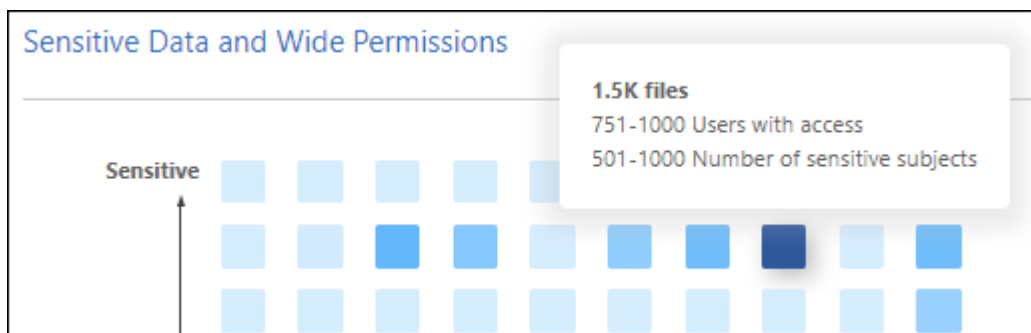 Sensitive Data and Wide Permissions
1.5K files
751-1000 Users with access
501-1000 Number of sensitive subjects
Sensitive